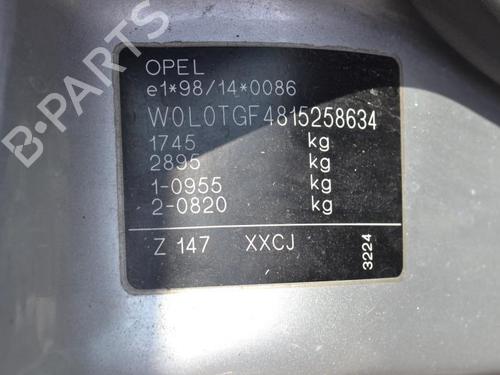 B-PARTS
OPEL
e1*98/14*0086
W0L0TGF4815258634
1745 kg
2895 kg
1-0955 kg
2-0820 kg
Z 147 XXCJ
3224